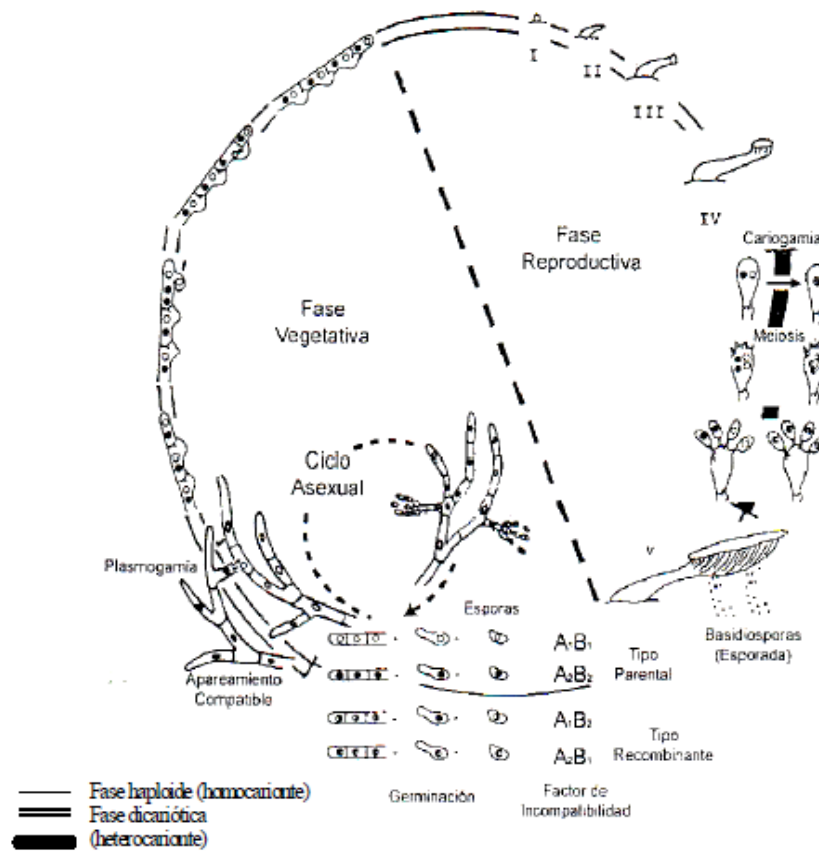 I
II
III
IV
Fase
Reproductiva
Cariogamia
Meiosis
Fase
Vegetativa
Ciclo
Asexual
Plasmogamía
Apareamiento
Compatible
v
Basidiosporas
(Esporada)
Esporas
A₁B₁
A₂B₂
Tipo
Parental
A₁B₂
A₂B₁
Tipo
Recombinante
Germinación
Factor de
Incompatibilidad
Fase haploide (homocarionte)
Fase dicariótica
(heterocarionte)